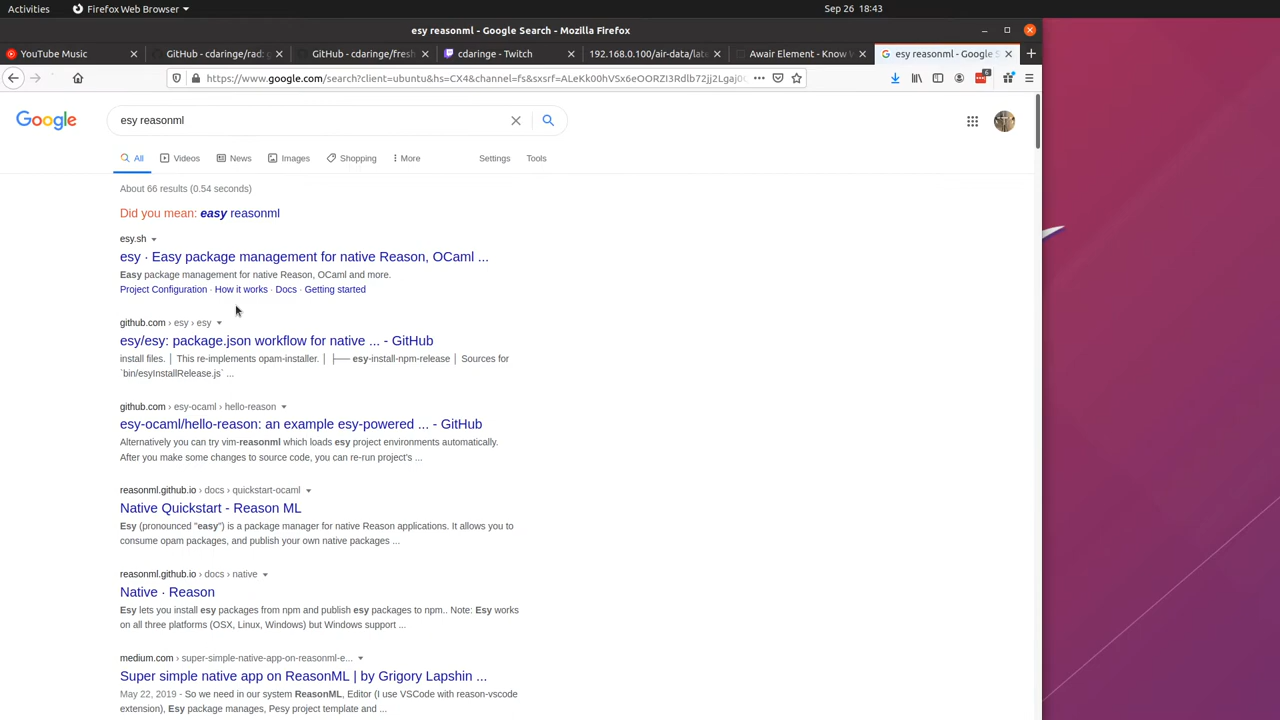 Activities
Firefox Web Browser
Sep 26 18:43
esy reasonml - Google Search - Mozilla Firefox
YouTube Music
GitHub - cdaringe/rad:
GitHub - cdaringe/fresh
cdaringe - Twitch
192.168.0.100/air-data/late
Awair Element - Know
esy reasonml - Google S
https://www.google.com/search?client=ubuntu&hs=CX4&channel=fs&sxsrf=ALeKk00hVSx6eOORZI3Rdlb72jj2Lgaj0
6
Google
esy reasonml
All
Videos
News
Images
Shopping
More
Settings
Tools
About 66 results (0.54 seconds)
Did you mean: easy reasonml
esy.sh
esy · Easy package management for native Reason, OCaml ...
Easy package management for native Reason, OCaml and more.
Project Configuration · How it works · Docs · Getting started
github.com › esy › esy
esy/esy: package.json workflow for native ... - GitHub
install files. │ This re-implements opam-installer. │ ├── esy-install-npm-release │ Sources for
`bin/esyInstallRelease.js` ...
github.com › esy-ocaml › hello-reason
esy-ocaml/hello-reason: an example esy-powered ... - GitHub
Alternatively you can try vim-reasonml which loads esy project environments automatically.
After you make some changes to source code, you can re-run project's ...
reasonml.github.io › docs › quickstart-ocaml
Native Quickstart - Reason ML
Esy (pronounced "easy") is a package manager for native Reason applications. It allows you to
consume opam packages, and publish your own native packages ...
reasonml.github.io › docs › native
Native · Reason
Esy lets you install esy packages from npm and publish esy packages to npm.. Note: Esy works
on all three platforms (OSX, Linux, Windows) but Windows support ...
medium.com › super-simple-native-app-on-reasonml-e...
Super simple native app on ReasonML | by Grigory Lapshin ...
May 22, 2019 - So we need in our system ReasonML, Editor (I use VSCode with reason-vscode
extension), Esy package manages, Pesy project template and ...